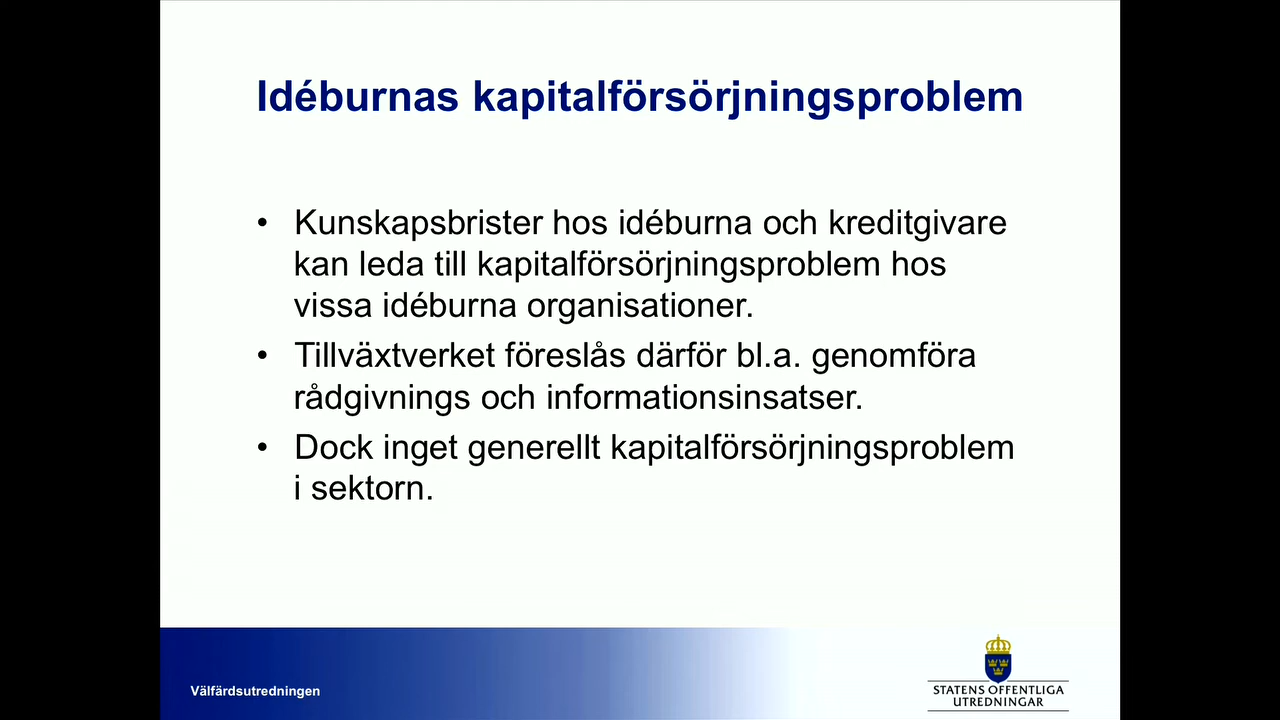 Idéburnas kapitalförsörjningsproblem
• Kunskapsbrister hos idéburna och kreditgivare
kan leda till kapitalförsörjningsproblem hos
vissa idéburna organisationer.
• Tillväxtverket föreslås därför bl.a. genomföra
rådgivnings och informationsinsatser.
• Dock inget generellt kapitalförsörjningsproblem
i sektorn.
Välfärdsutredningen
STATENS OFFENTLIGA
UTREDNINGAR